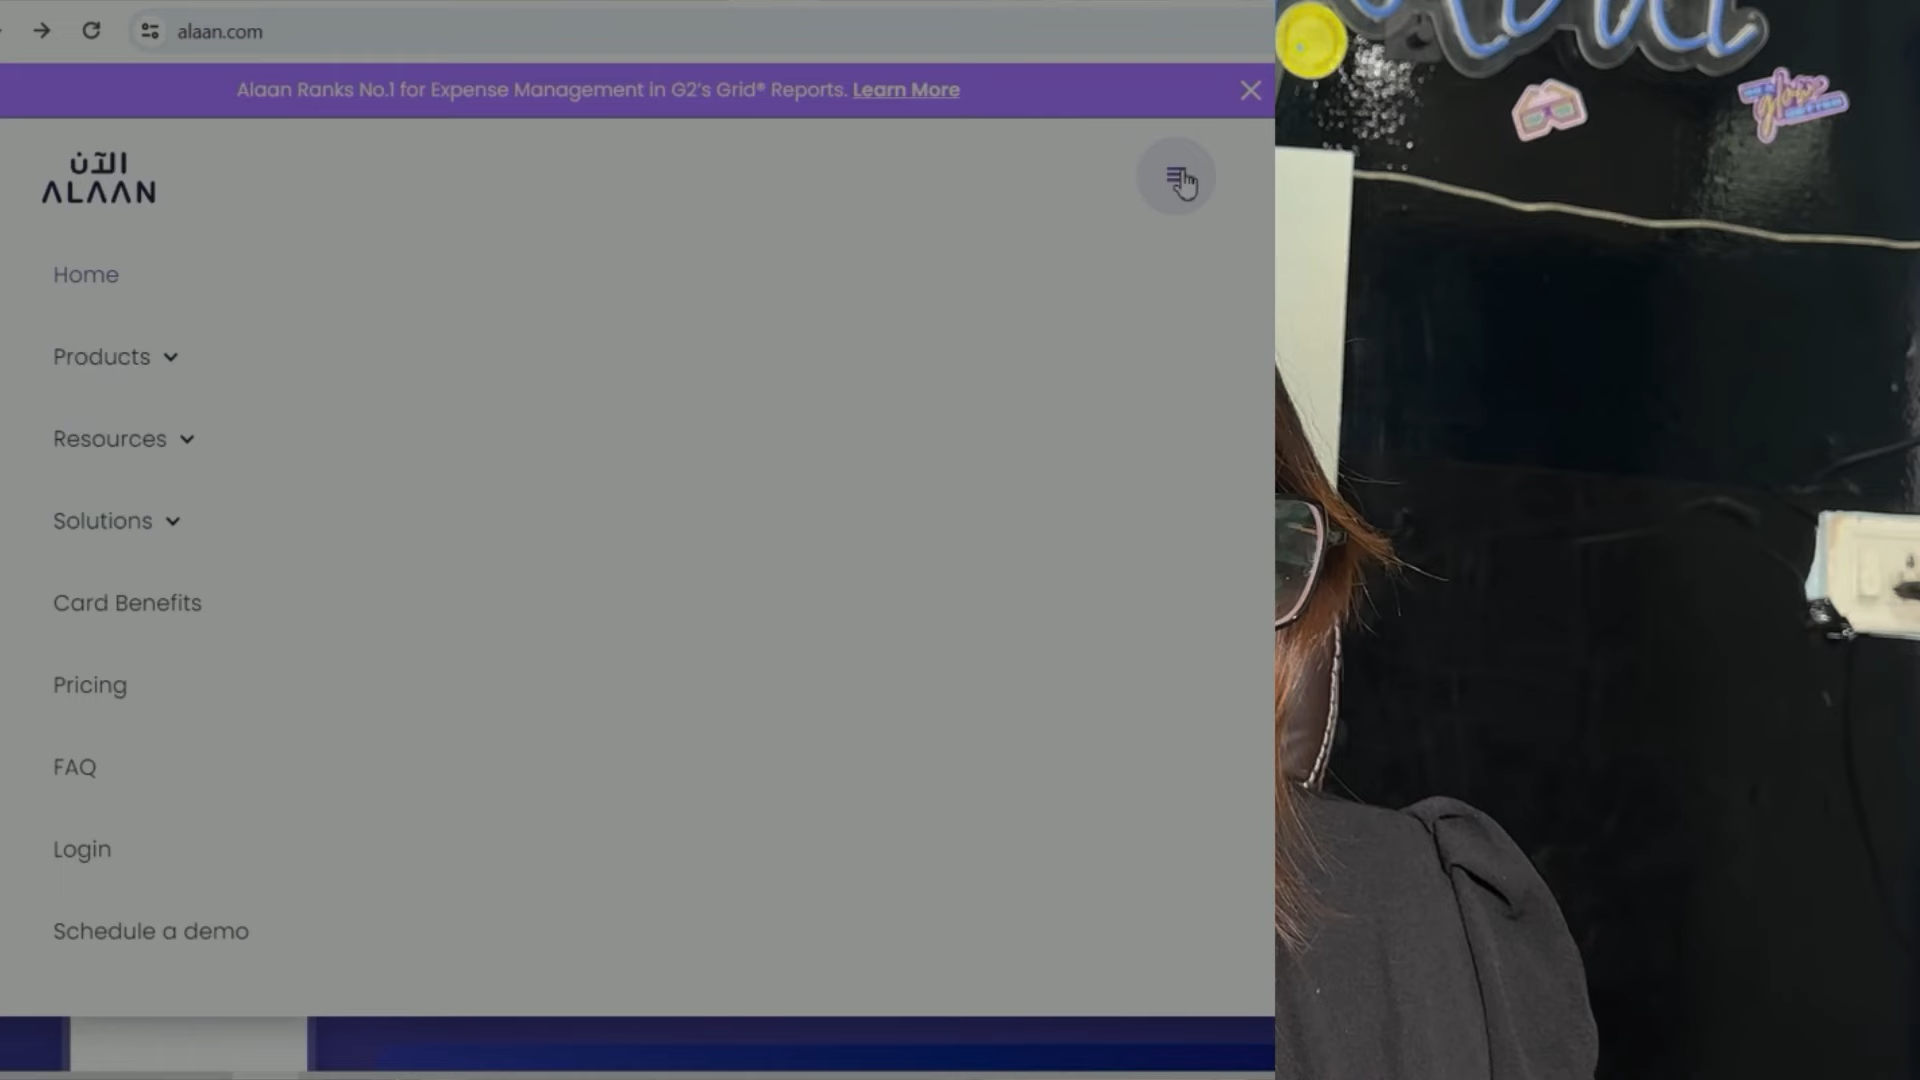 alaan.com
Alaan Ranks No.1 for Expense Management in G2's Grid® Reports. Learn More
الآن
ALAAN
Home
Products
Resources
Solutions
Card Benefits
Pricing
FAQ
Login
Schedule a demo
glow